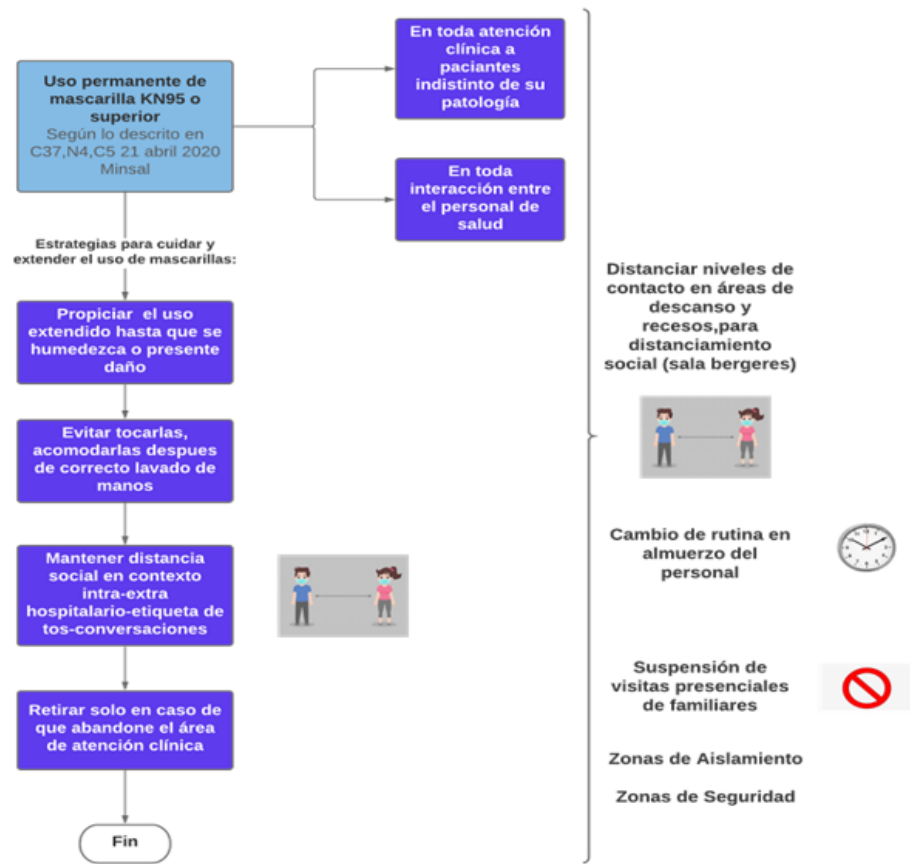 Uso permanente de
mascarilla KN95 o
superior
Según lo descrito en
C37,N4,C5 21 abril 2020
Minsal
En toda atención
clínica a
paciantes
indistinto de su
patología
En toda
interacción entre
el personal de
salud
Estrategias para cuidar y
extender el uso de mascarillas:
Propiciar el uso
extendido hasta que se
humedezca o presente
daño
Evitar tocarlas,
acomodarlas despues
de correcto lavado de
manos
Mantener distancia
social en contexto
intra-extra
hospitalario-etiqueta de
tos-conversaciones
Retirar solo en caso de
que abandone el área
de atención clínica
Fin
Distanciar niveles de
contacto en áreas de
descanso y
recesos,para
distanciamiento
social (sala bergeres)
Cambio de rutina en
almuerzo del
personal
Suspensión de
visitas presenciales
de familiares
Zonas de Aislamiento
Zonas de Seguridad